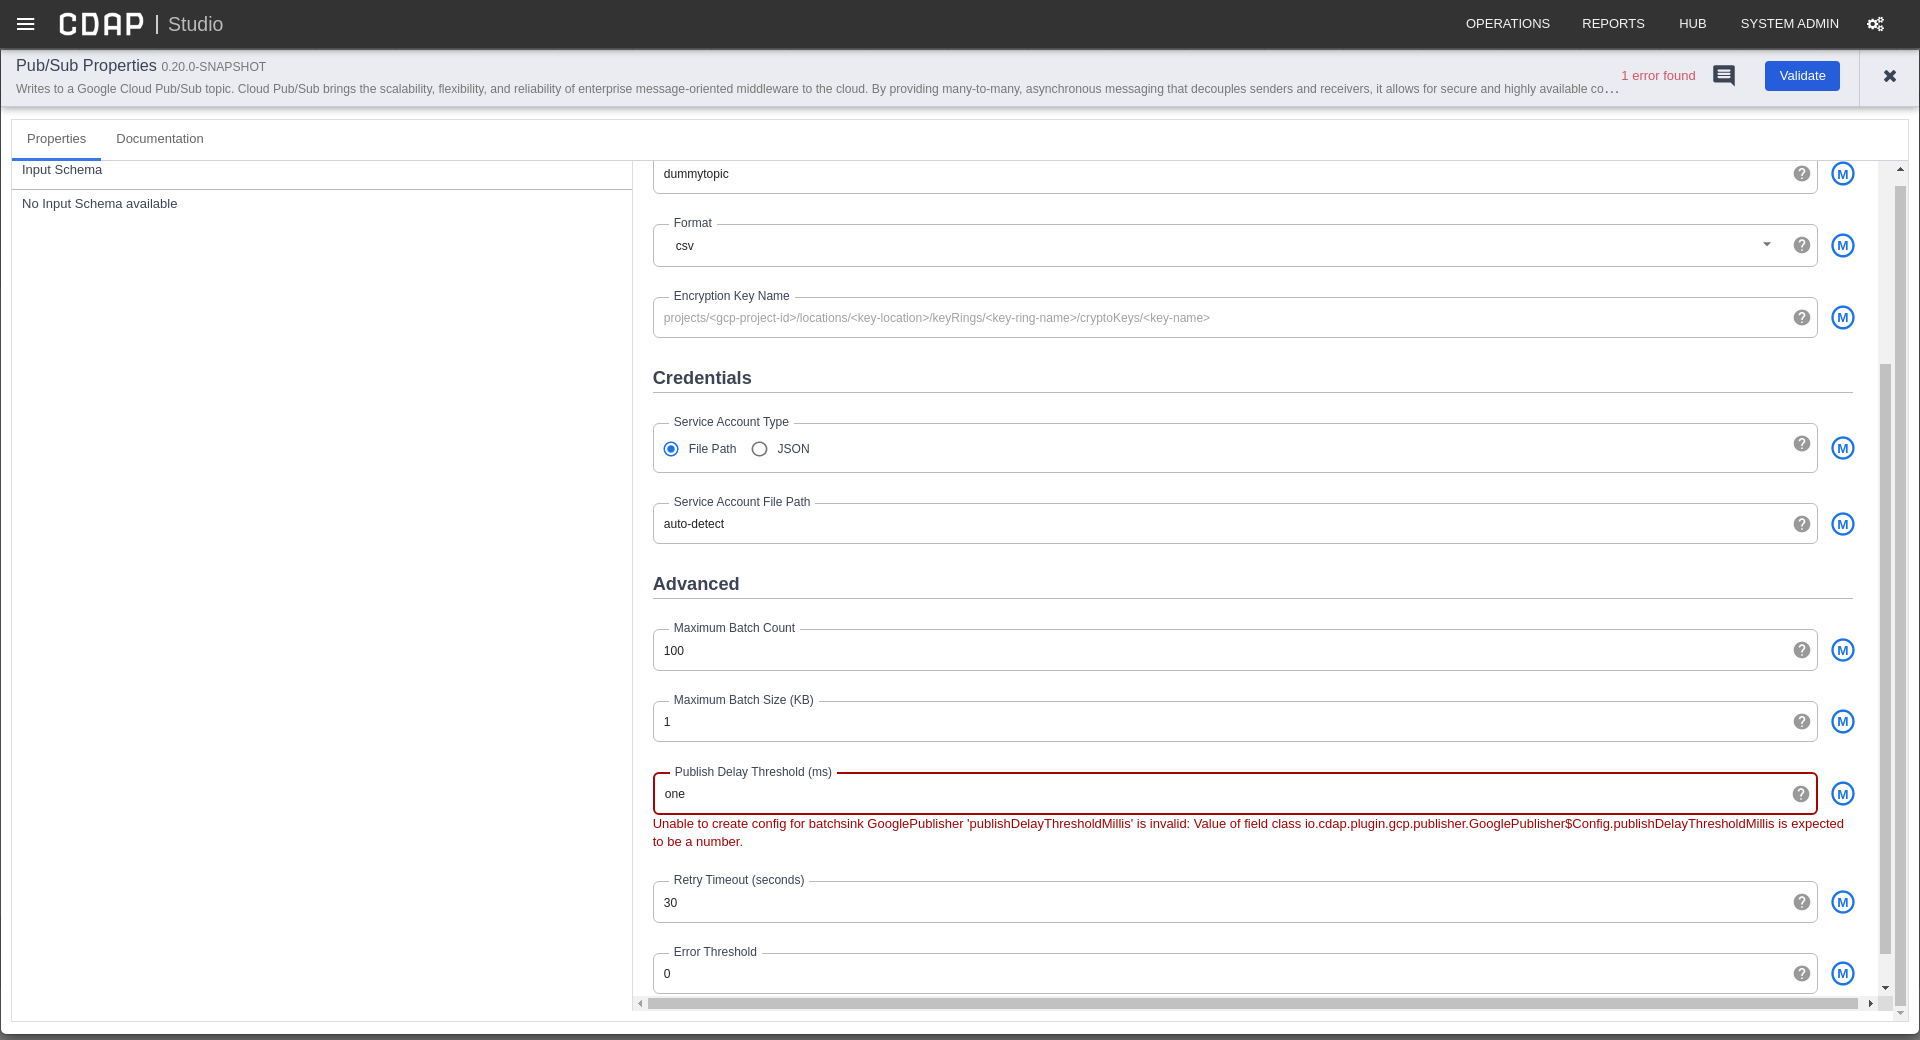 CDAP | Studio
OPERATIONS REPORTS HUB SYSTEM ADMIN
Pub/Sub Properties 0.20.0-SNAPSHOT
Writes to a Google Cloud Pub/Sub topic. Cloud Pub/Sub brings the scalability, flexibility, and reliability of enterprise message-oriented middleware to the cloud. By providing many-to-many, asynchronous messaging that decouples senders and receivers, it allows for secure and highly available co...
1 error found
Validate
Properties Documentation
Input Schema
No Input Schema available
dummytopic
M
Format
csv
M
Encryption Key Name
projects/<gcp-project-id>/locations/<key-location>/keyRings/<key-ring-name>/cryptoKeys/<key-name>
M
Credentials
Service Account Type
File Path JSON
M
Service Account File Path
auto-detect
M
Advanced
Maximum Batch Count
100
M
Maximum Batch Size (KB)
1
M
Publish Delay Threshold (ms)
one
M
Unable to create config for batchsink GooglePublisher 'publishDelayThresholdMillis' is invalid: Value of field class io.cdap.plugin.gcp.publisher.GooglePublisher$Config.publishDelayThresholdMillis is expected
to be a number.
Retry Timeout (seconds)
30
M
Error Threshold
0
M